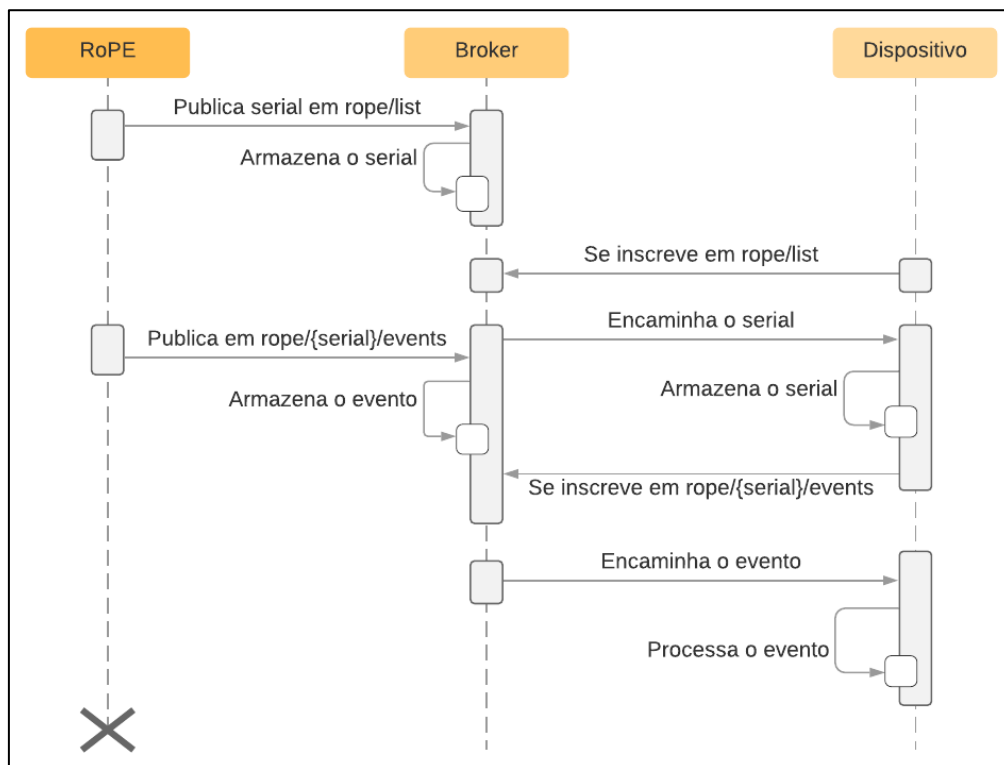 RoPE
Broker
Dispositivo
Publica serial em rope/list
Armazena o serial
Se inscreve em rope/list
Encaminha o serial
Publica em rope/{serial}/events
Armazena o serial
Armazena o evento
Se inscreve em rope/{serial}/events
Encaminha o evento
Processa o evento